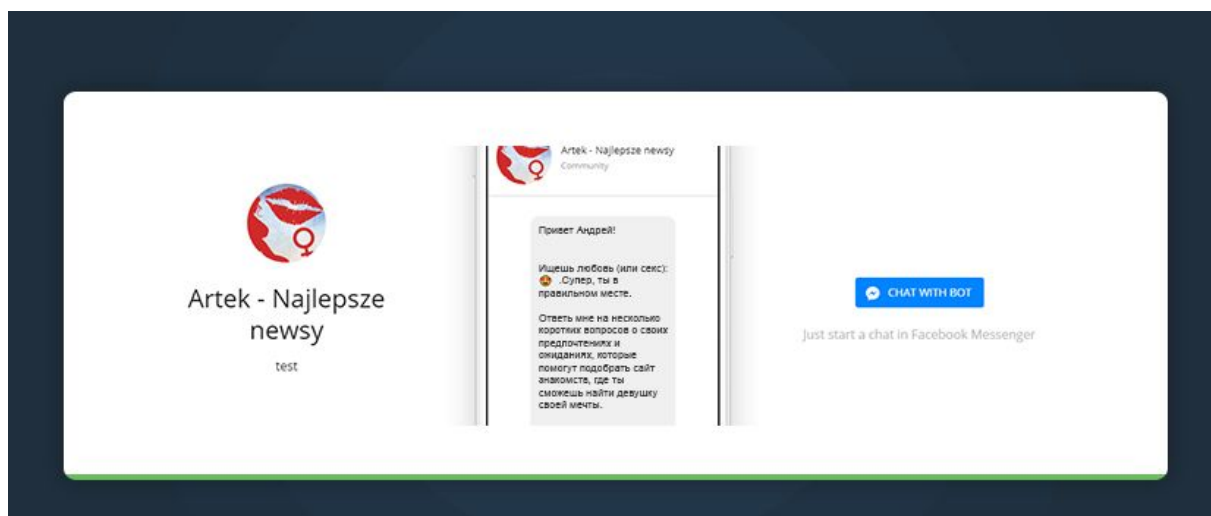 Artek - Najlepsze
newsy
test
Artek - Najlepsze newsy
Community
Привет Андрей!
Ищешь любовь (или секс):
😍 .Супер, ты в
правильном месте.
Ответь мне на несколько
коротких вопросов о своих
предпочтениях и
ожиданиях, которые
помогут подобрать сайт
знакомств, где ты
сможешь найти девушку
своей мечты.
CHAT WITH BOT
Just start a chat in Facebook Messenger